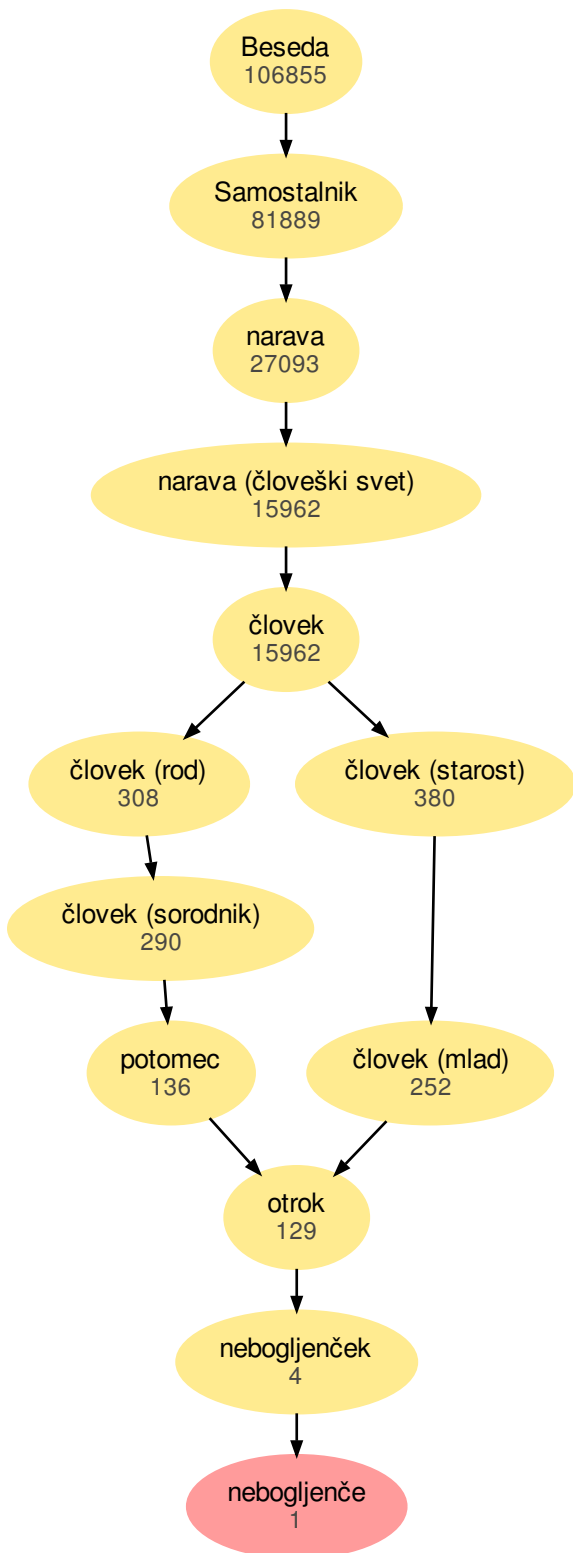 Beseda
106855
Samostalnik
81889
narava
27093
narava (človeški svet)
15962
človek
15962
človek (rod)
308
človek (starost)
380
človek (sorodnik)
290
potomec
136
človek (mlad)
252
otrok
129
nebogljenček
4
nebogljenče
1